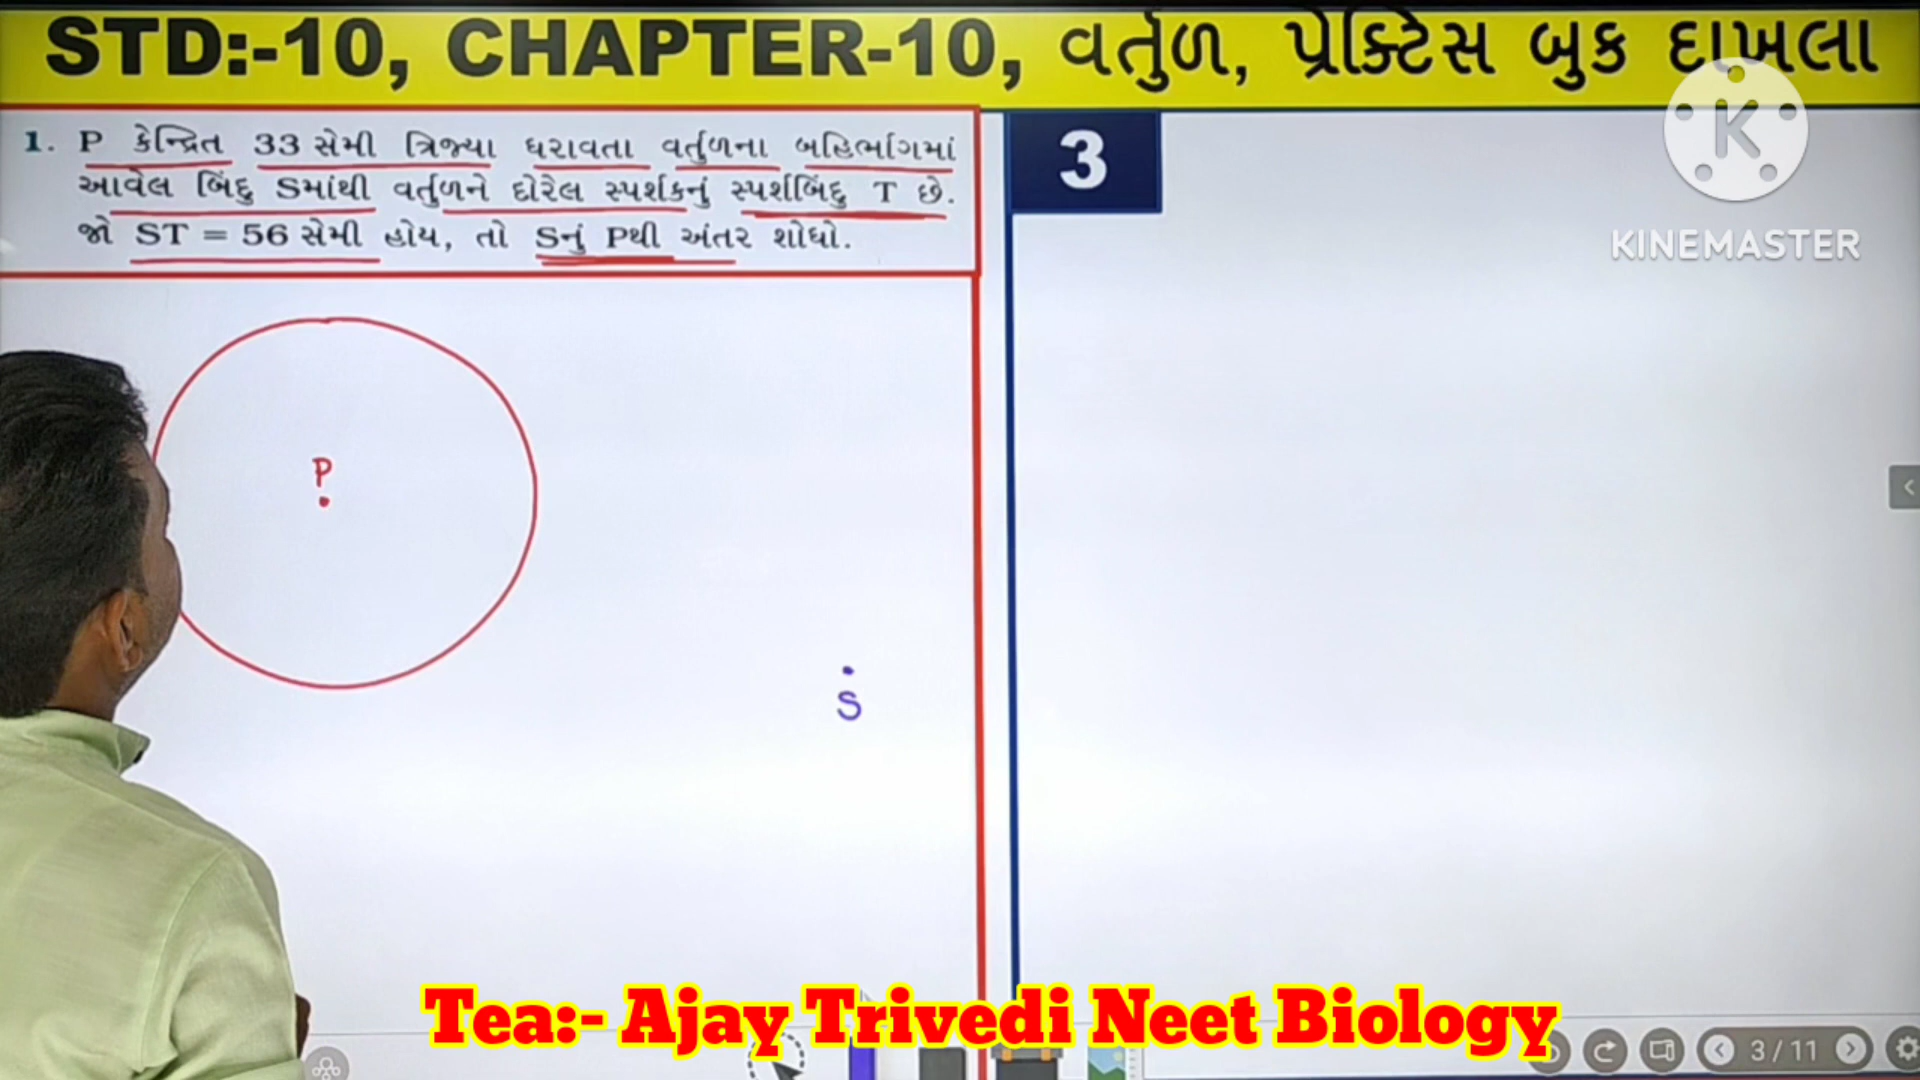 STD:-10, CHAPTER-10, વર્તુળ, પ્રેક્ટિસ બુક દાખલા
1. P કેન્દ્રિત 33 સેમી ત્રિજ્યા ધરાવતા વર્તુળના બહિર્ભાગમાં
આવેલ બિંદુ Sમાંથી વર્તુળને દોરેલ સ્પર્શકનું સ્પર્શબિંદુ T છે.
જો ST = 56 સેમી હોય, તો Sનું Pથી અંતર શોધો.
3
K
KINEMASTER
P
S
Tea:- Ajay Trivedi Neet Biology
3/11